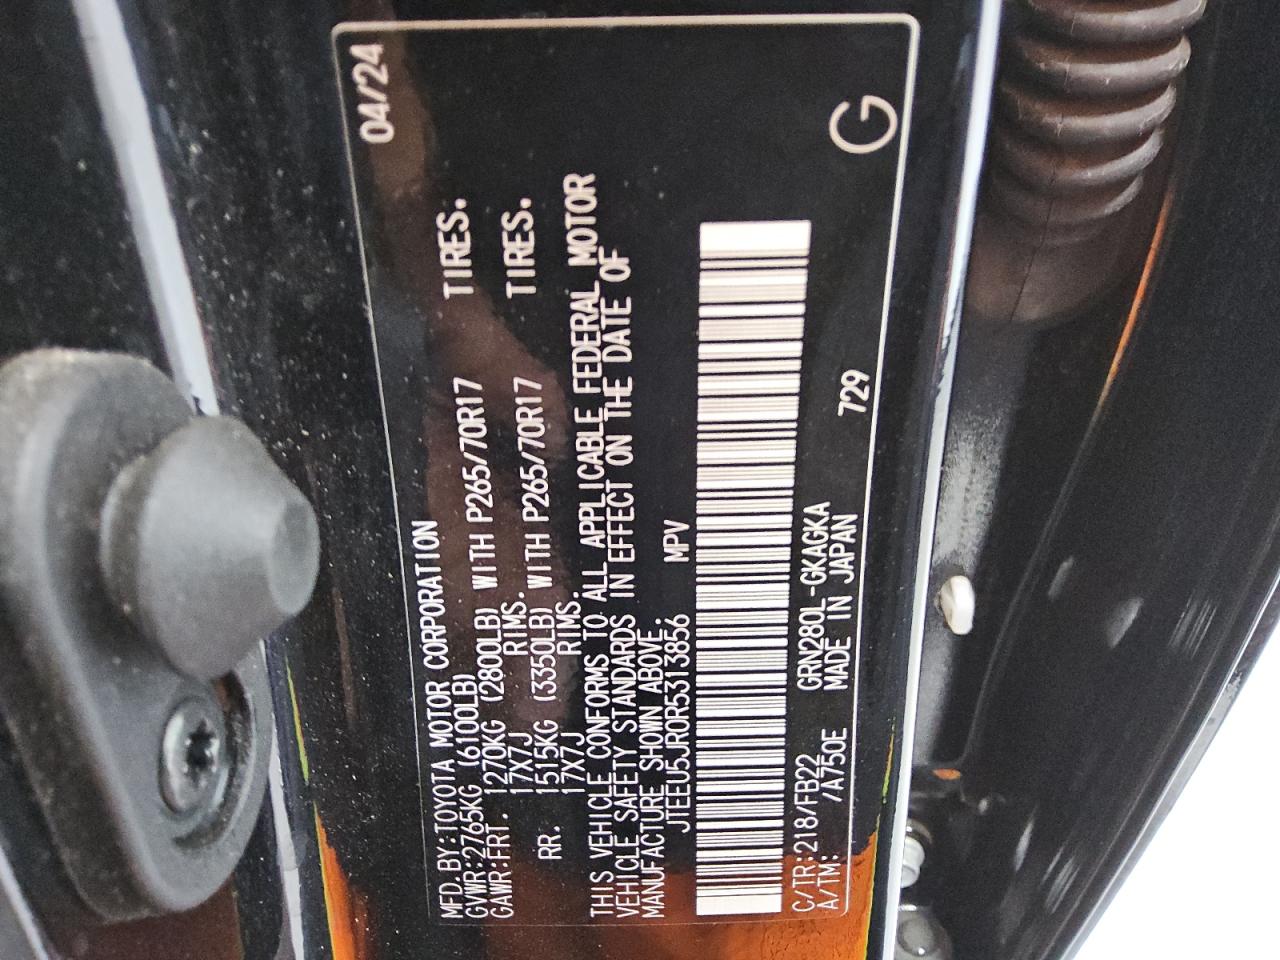 MFD. BY:TOYOTA MOTOR CORPORATION 04/24
GVWR:2765KG (6100LB)
GAWR:FRT. 1270KG (2800LB) WITH P265/70R17 TIRES.
17X7J RIMS.
RR. 1515KG (3350LB) WITH P265/70R17 TIRES.
17X7J RIMS.
THIS VEHICLE CONFORMS TO ALL APPLICABLE FEDERAL MOTOR
VEHICLE SAFETY STANDARDS IN EFFECT ON THE DATE OF
MANUFACTURE SHOWN ABOVE.
JTEEU5JR0R5313856 MPV
C/TR:218/FB22 GRN280L-GKAGKA 729
A/TM: /A750E MADE IN JAPAN
G